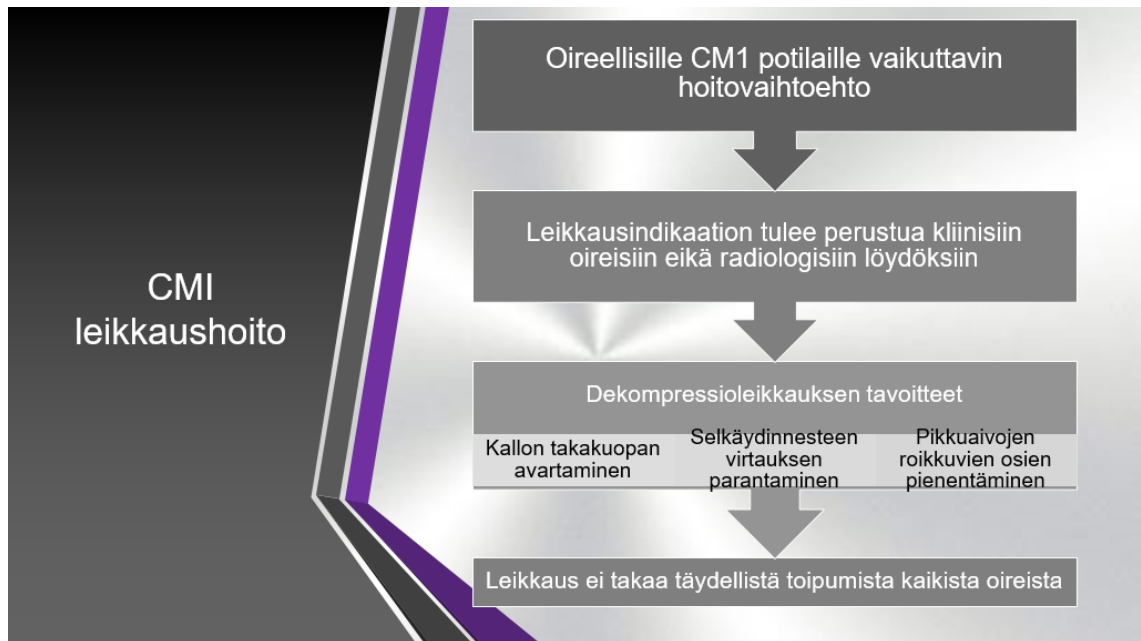 CMI
leikkaushoito
Oireellisille CM1 potilaille vaikuttavin
hoitovaihtoehto
Leikkausindikaation tulee perustua kliinisiin
oireisiin eikä radiologisiin löydöksiin
Dekompressioleikkauksen tavoitteet
Kallon takakuopan
avartaminen
Selkäydinnesteen
virtauksen
parantaminen
Pikkuaivojen
roikkuvien osien
pienentäminen
Leikkaus ei takaa täydellistä toipumista kaikista oireista